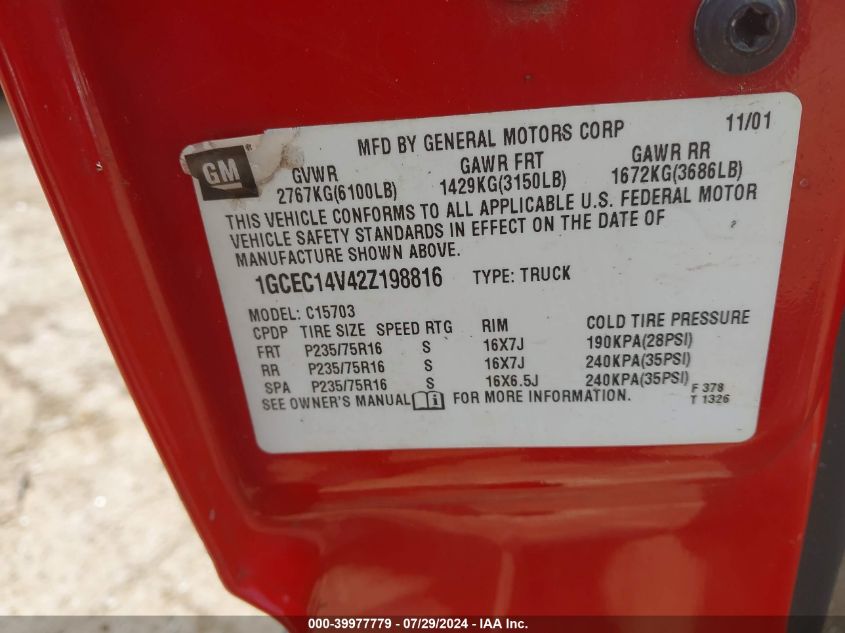 MFD BY GENERAL MOTORS CORP 11/01
GM
GVWR GAWR FRT GAWR RR
2767KG(6100LB) 1429KG(3150LB) 1672KG(3686LB)
THIS VEHICLE CONFORMS TO ALL APPLICABLE U.S. FEDERAL MOTOR
VEHICLE SAFETY STANDARDS IN EFFECT ON THE DATE OF
MANUFACTURE SHOWN ABOVE.
1GCEC14V42Z198816 TYPE: TRUCK
MODEL: C15703
CPDP TIRE SIZE SPEED RTG RIM COLD TIRE PRESSURE
FRT P235/75R16 S 16X7J 190KPA(28PSI)
RR P235/75R16 S 16X7J 240KPA(35PSI)
SPA P235/75R16 S 16X6.5J 240KPA(35PSI)
SEE OWNER'S MANUAL FOR MORE INFORMATION.
F 378
T 1326
000-39977779 - 07/29/2024 - IAA Inc.